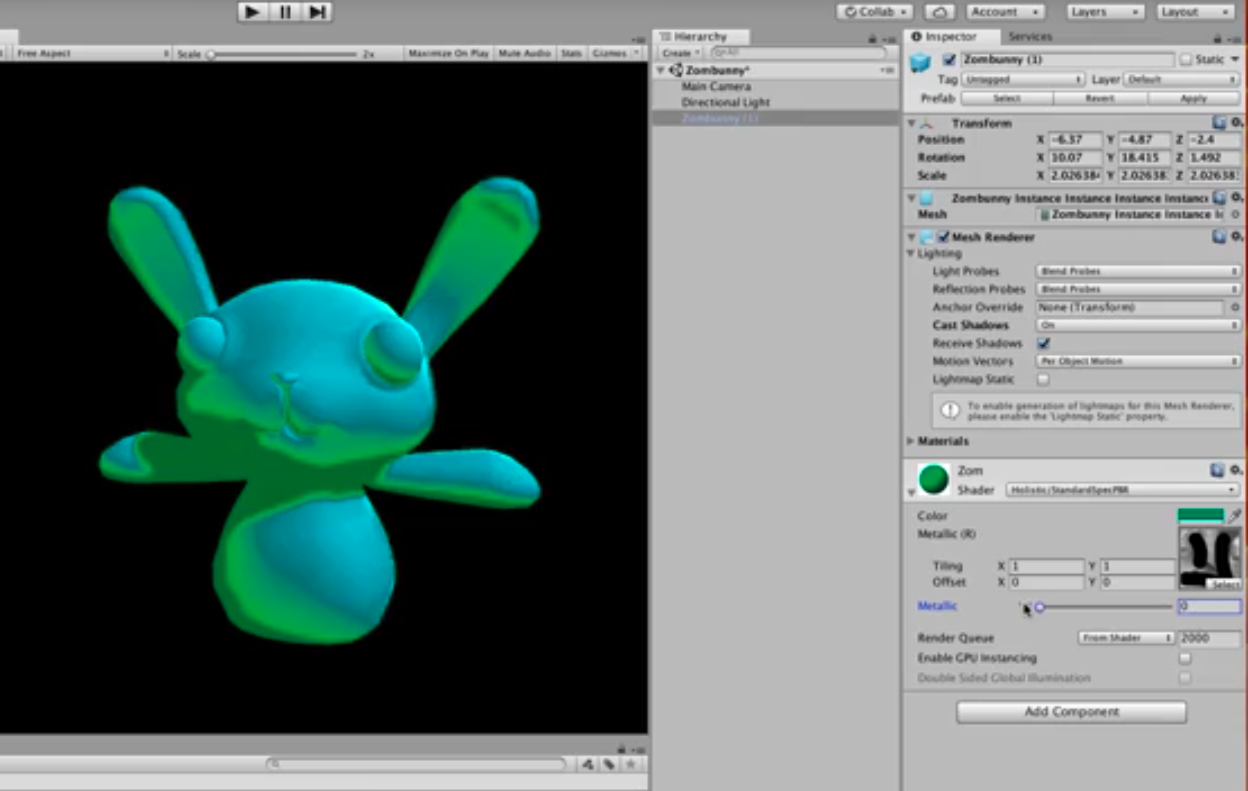 Collab Account Layers Layout
Hierarchy
Inspector Services
Free Aspect Scale 2x Maximize On Play Mute Audio Stats Gizmos
Create All
Zombunny (1) Static
Zombunny*
Tag Untagged Layer Default
Main Camera
Prefab Select Revert Apply
Directional Light
Zombunny (1)
Transform
Position X -6.37 Y -4.87 Z -2.4
Rotation X 10.07 Y 18.415 Z 1.492
Scale X 2.02638 Y 2.02638 Z 2.02638
Zombunny Instance Instance Instance Instanc
Mesh Zombunny Instance Instance I
Mesh Renderer
Lighting
Light Probes Blend Probes
Reflection Probes Blend Probes
Anchor Override None (Transform)
Cast Shadows On
Receive Shadows
Motion Vectors Per Object Motion
Lightmap Static
To enable generation of lightmaps for this Mesh Renderer,
please enable the 'Lightmap Static' property.
Materials
Zom
Shader Holistic/StandardSpecPBR
Color
Metallic (R)
Tiling X 1 Y 1
Offset X 0 Y 0
Select
Metallic 0
Render Queue From Shader 2000
Enable GPU Instancing
Double Sided Global Illumination
Add Component